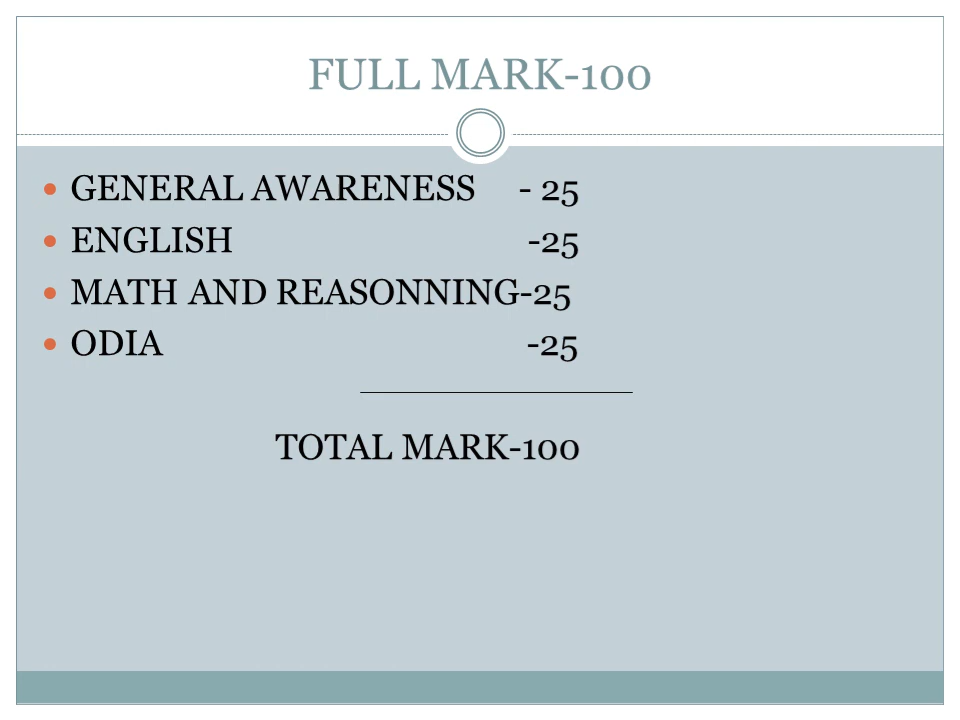 FULL MARK-100
GENERAL AWARENESS - 25
ENGLISH -25
MATH AND REASONNING-25
ODIA -25
TOTAL MARK-100